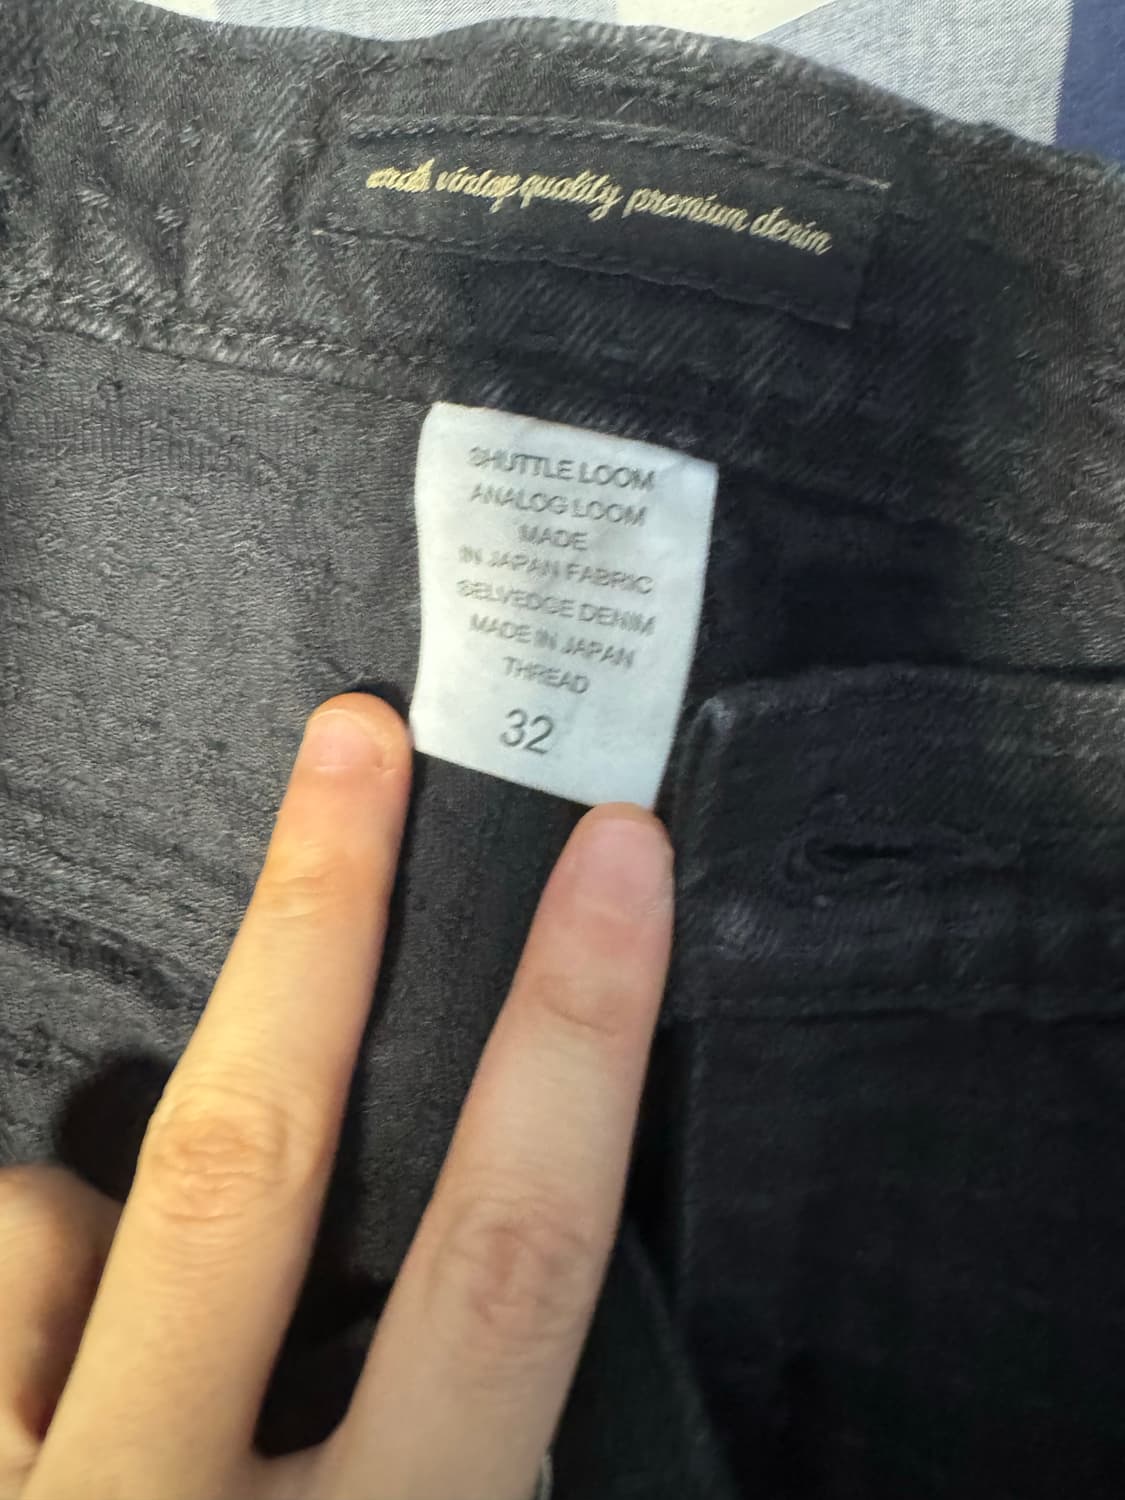 vintage quality premium denim
SHUTTLE LOOM
ANALOG LOOM
MADE
IN JAPAN FABRIC
SELVEDGE DENIM
MADE IN JAPAN
THREAD
32